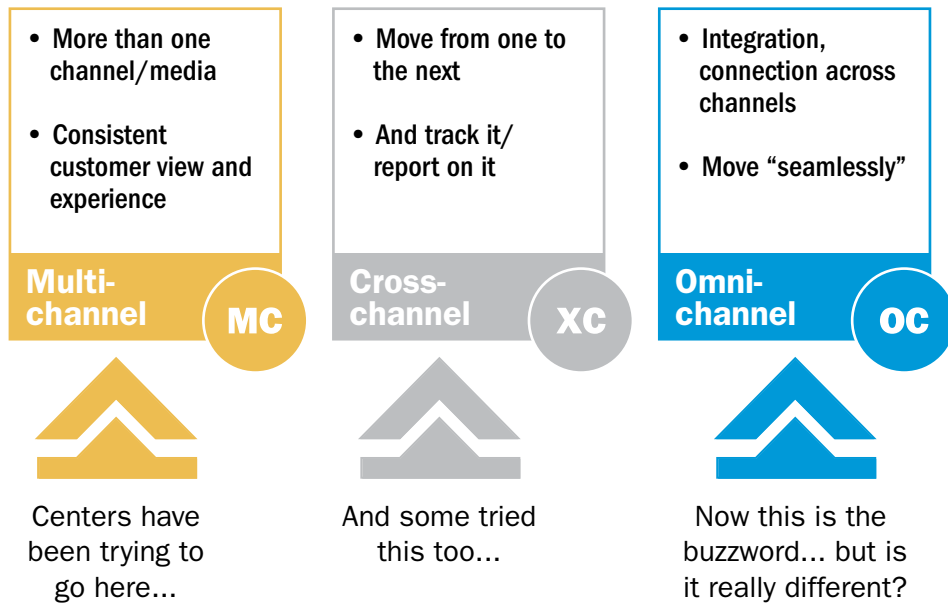 • More than one
channel/media
• Consistent
customer view and
experience
Multi-
channel
MC
Centers have
been trying to
go here...
• Move from one to
the next
• And track it/
report on it
Cross-
channel
XC
And some tried
this too...
• Integration,
connection across
channels
• Move “seamlessly”
Omni-
channel
OC
Now this is the
buzzword... but is
it really different?